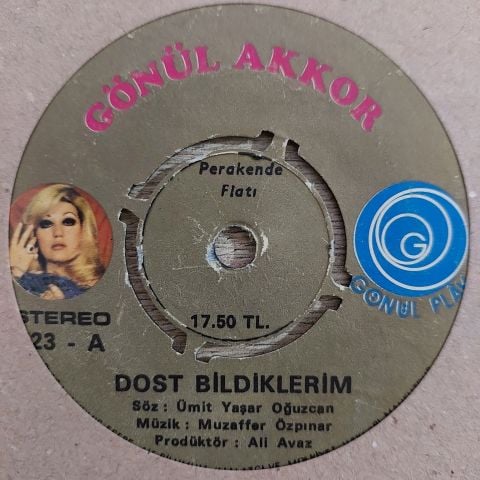 GÖNÜL AKKOR
Perakende
Fiatı
G
GÖNÜL PLAK
STEREO
23 - A
17.50 TL.
DOST BİLDİKLERİM
Söz : Ümit Yaşar Oğuzcan
Müzik : Muzaffer Özpınar
Prodüktör : Ali Avaz